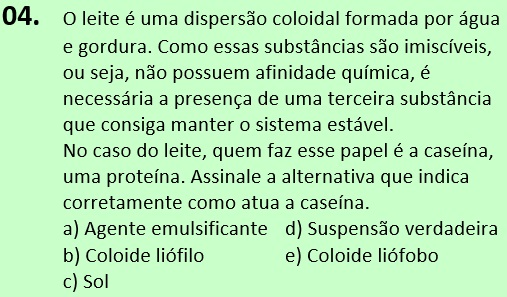 04. O leite é uma dispersão coloidal formada por água
e gordura. Como essas substâncias são imiscíveis,
ou seja, não possuem afinidade química, é
necessária a presença de uma terceira substância
que consiga manter o sistema estável.
No caso do leite, quem faz esse papel é a caseína,
uma proteína. Assinale a alternativa que indica
corretamente como atua a caseína.
a) Agente emulsificante d) Suspensão verdadeira
b) Coloide liófilo e) Coloide liófobo
c) Sol